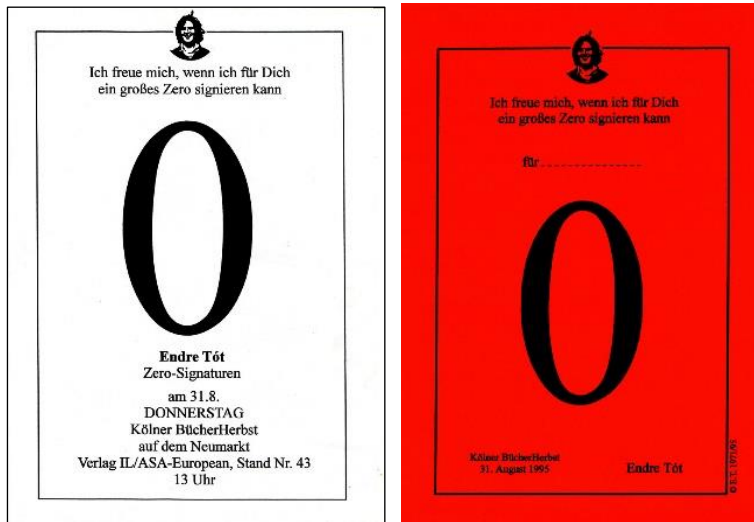 Ich freue mich, wenn ich für Dich
ein großes Zero signieren kann
0
Endre Tót
Zero-Signaturen
am 31.8.
DONNERSTAG
Kölner BücherHerbst
auf dem Neumarkt
Verlag IL/ASA-European, Stand Nr. 43
13 Uhr
Ich freue mich, wenn ich für Dich
ein großes Zero signieren kann
für ---------------
0
Kölner BücherHerbst
31. August 1995
Endre Tót
© E.T. 1971/95